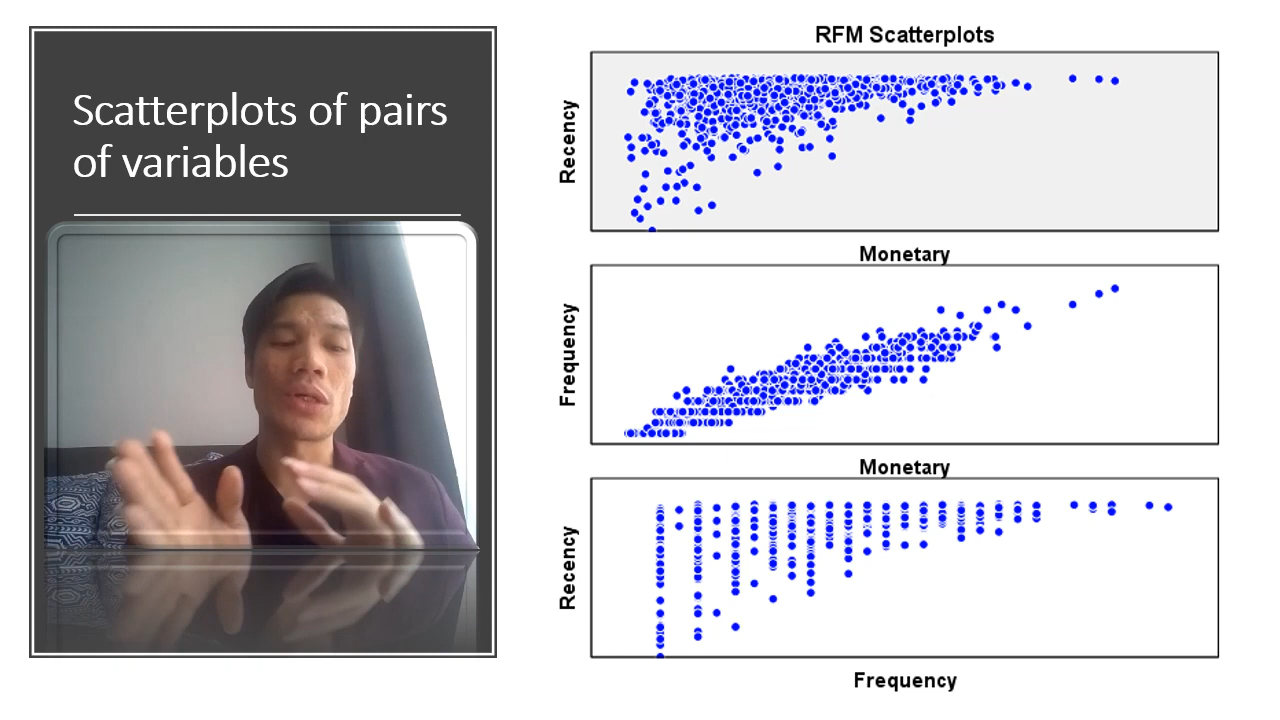 Scatterplots of pairs
of variables
RFM Scatterplots
Recency
Monetary
Frequency
Monetary
Recency
Frequency